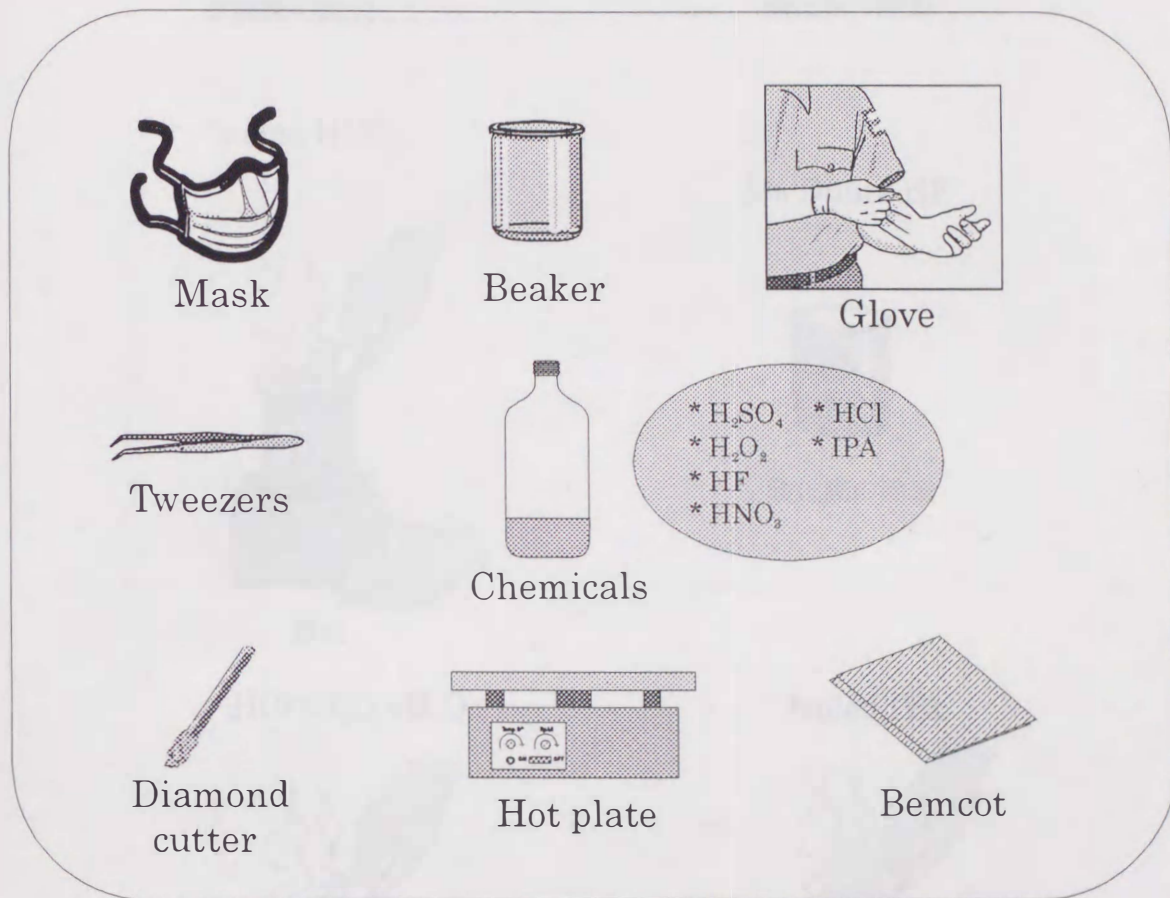 Mask
Beaker
Glove
Tweezers
Chemicals
* H₂SO₄
* H₂O₂
* HF
* HNO₃
* HCl
* IPA
Diamond
cutter
Hot plate
Bemcot